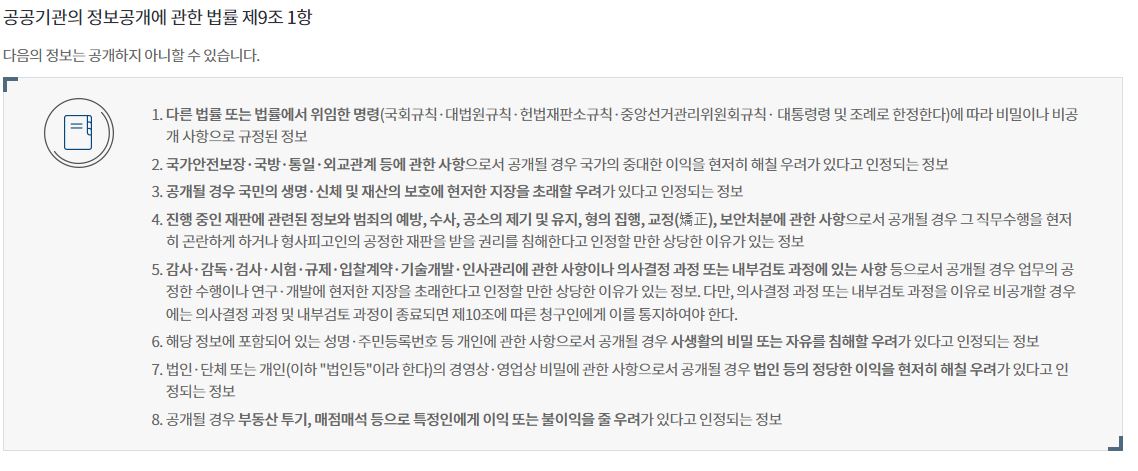 공공기관의 정보공개에 관한 법률 제9조 1항
다음의 정보는 공개하지 아니할 수 있습니다.
1. 다른 법률 또는 법률에서 위임한 명령(국회규칙·대법원규칙·헌법재판소규칙·중앙선거관리위원회규칙· 대통령령 및 조례로 한정한다)에 따라 비밀이나 비공
개 사항으로 규정된 정보
2. 국가안전보장·국방·통일·외교관계 등에 관한 사항으로서 공개될 경우 국가의 중대한 이익을 현저히 해칠 우려가 있다고 인정되는 정보
3. 공개될 경우 국민의 생명·신체 및 재산의 보호에 현저한 지장을 초래할 우려가 있다고 인정되는 정보
4. 진행 중인 재판에 관련된 정보와 범죄의 예방, 수사, 공소의 제기 및 유지, 형의 집행, 교정(矯正), 보안처분에 관한 사항으로서 공개될 경우 그 직무수행을 현저
히 곤란하게 하거나 형사피고인의 공정한 재판을 받을 권리를 침해한다고 인정할 만한 상당한 이유가 있는 정보
5. 감사·감독·검사·시험·규제·입찰계약·기술개발·인사관리에 관한 사항이나 의사결정 과정 또는 내부검토 과정에 있는 사항 등으로서 공개될 경우 업무의 공
정한 수행이나 연구·개발에 현저한 지장을 초래한다고 인정할 만한 상당한 이유가 있는 정보. 다만, 의사결정 과정 또는 내부검토 과정을 이유로 비공개할 경우
에는 의사결정 과정 및 내부검토 과정이 종료되면 제10조에 따른 청구인에게 이를 통지하여야 한다.
6. 해당 정보에 포함되어 있는 성명·주민등록번호 등 개인에 관한 사항으로서 공개될 경우 사생활의 비밀 또는 자유를 침해할 우려가 있다고 인정되는 정보
7. 법인·단체 또는 개인(이하 "법인등"이라 한다)의 경영상·영업상 비밀에 관한 사항으로서 공개될 경우 법인 등의 정당한 이익을 현저히 해칠 우려가 있다고 인
정되는 정보
8. 공개될 경우 부동산 투기, 매점매석 등으로 특정인에게 이익 또는 불이익을 줄 우려가 있다고 인정되는 정보